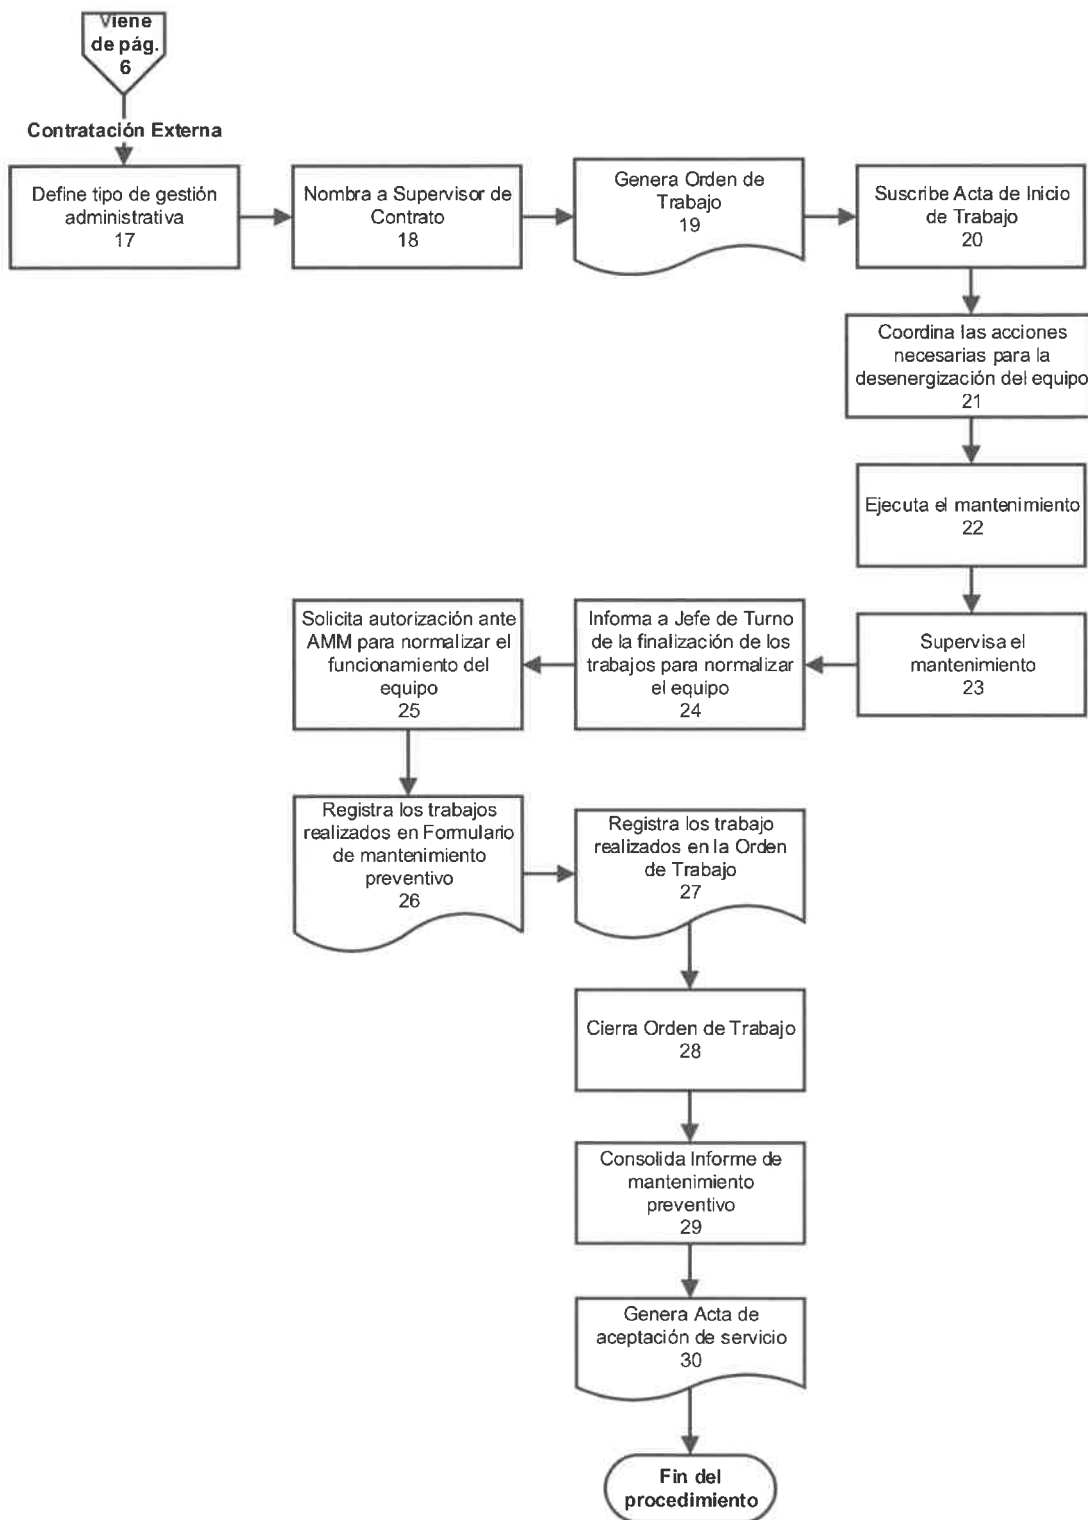 Viene
de pág.
6
Contratación Externa
Define tipo de gestión
administrativa
17
Nombra a Supervisor de
Contrato
18
Genera Orden de
Trabajo
19
Suscribe Acta de Inicio
de Trabajo
20
Coordina las acciones
necesarias para la
desenergización del equipo
21
Ejecuta el mantenimiento
22
Supervisa el
mantenimiento
23
Informa a Jefe de Turno
de la finalización de los
trabajos para normalizar
el equipo
24
Solicita autorización ante
AMM para normalizar el
funcionamiento del
equipo
25
Registra los trabajos
realizados en Formulario
de mantenimiento
preventivo
26
Registra los trabajo
realizados en la Orden
de Trabajo
27
Cierra Orden de Trabajo
28
Consolida Informe de
mantenimiento
preventivo
29
Genera Acta de
aceptación de servicio
30
Fin del
procedimiento